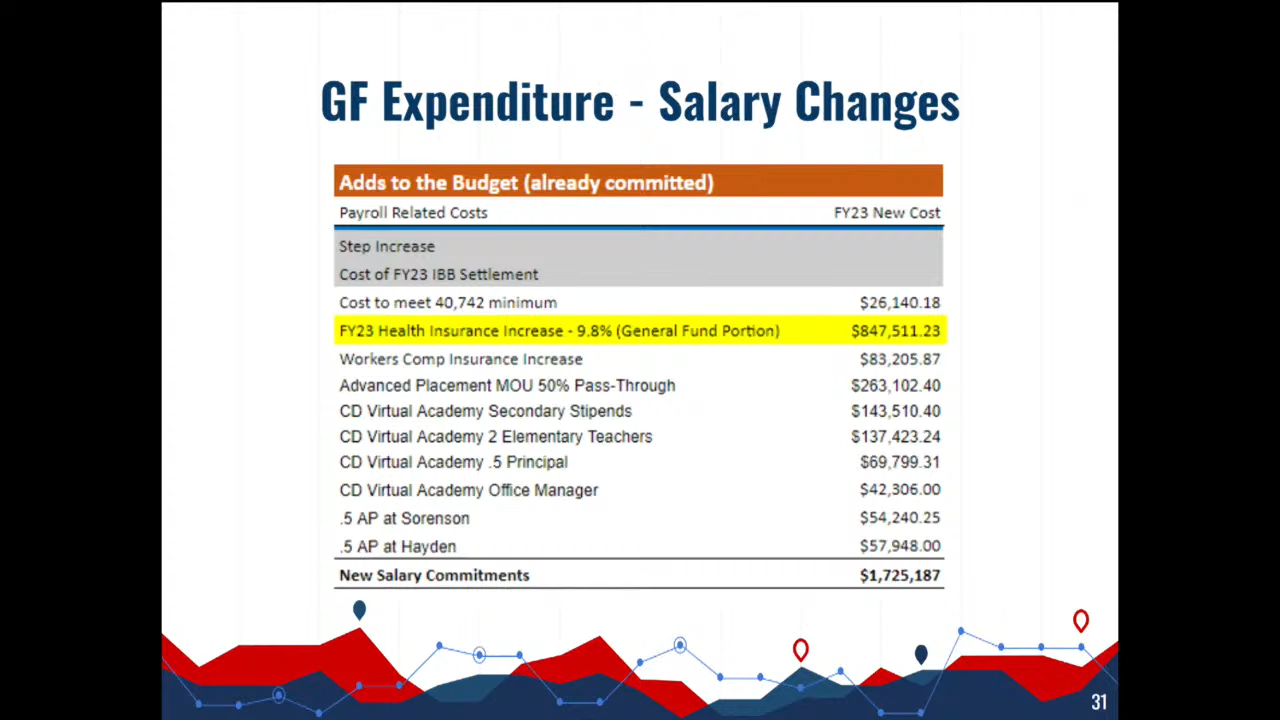 GF Expenditure - Salary Changes
Adds to the Budget (already committed)
Payroll Related Costs FY23 New Cost
Step Increase
Cost of FY23 IBB Settlement
Cost to meet 40,742 minimum $26,140.18
FY23 Health Insurance Increase - 9.8% (General Fund Portion) $847,511.23
Workers Comp Insurance Increase $83,205.87
Advanced Placement MOU 50% Pass-Through $263,102.40
CD Virtual Academy Secondary Stipends $143,510.40
CD Virtual Academy 2 Elementary Teachers $137,423.24
CD Virtual Academy .5 Principal $69,799.31
CD Virtual Academy Office Manager $42,306.00
.5 AP at Sorenson $54,240.25
.5 AP at Hayden $57,948.00
New Salary Commitments $1,725,187
31